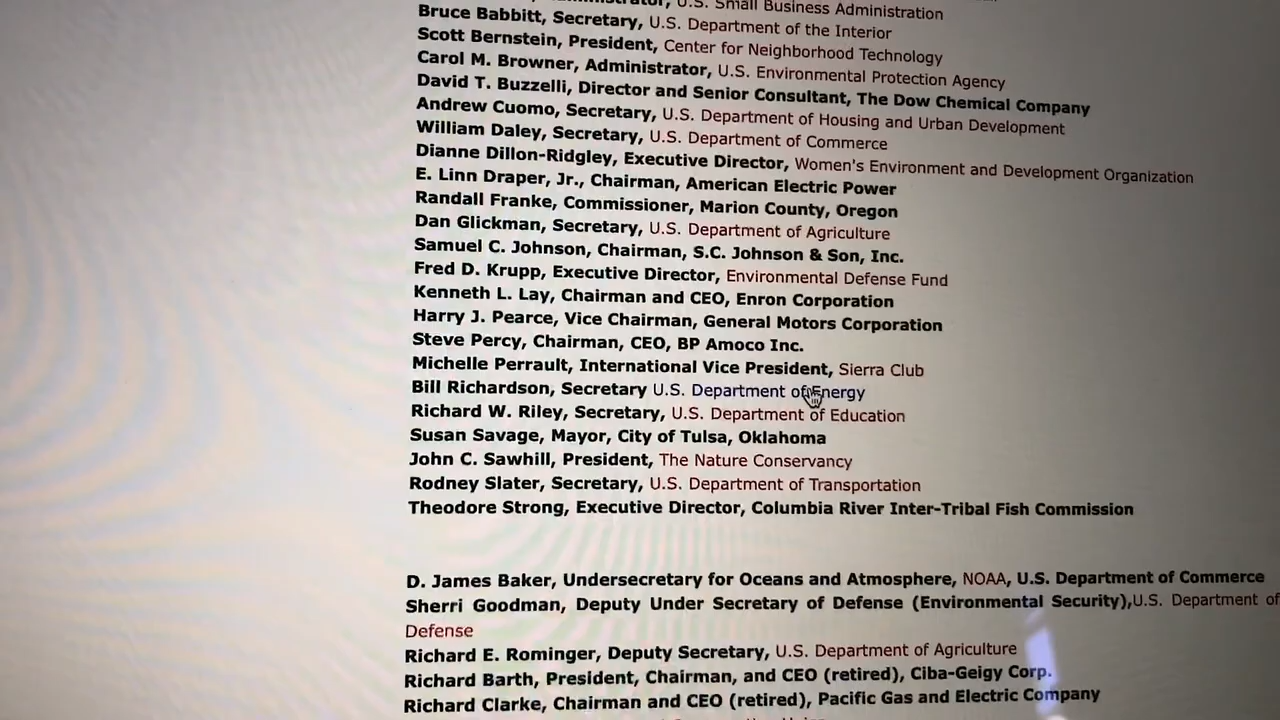 U.S. Small Business Administration
Bruce Babbitt, Secretary, U.S. Department of the Interior
Scott Bernstein, President, Center for Neighborhood Technology
Carol M. Browner, Administrator, U.S. Environmental Protection Agency
David T. Buzzelli, Director and Senior Consultant, The Dow Chemical Company
Andrew Cuomo, Secretary, U.S. Department of Housing and Urban Development
William Daley, Secretary, U.S. Department of Commerce
Dianne Dillon-Ridgley, Executive Director, Women's Environment and Development Organization
E. Linn Draper, Jr., Chairman, American Electric Power
Randall Franke, Commissioner, Marion County, Oregon
Dan Glickman, Secretary, U.S. Department of Agriculture
Samuel C. Johnson, Chairman, S.C. Johnson & Son, Inc.
Fred D. Krupp, Executive Director, Environmental Defense Fund
Kenneth L. Lay, Chairman and CEO, Enron Corporation
Harry J. Pearce, Vice Chairman, General Motors Corporation
Steve Percy, Chairman, CEO, BP Amoco Inc.
Michelle Perrault, International Vice President, Sierra Club
Bill Richardson, Secretary U.S. Department of Energy
Richard W. Riley, Secretary, U.S. Department of Education
Susan Savage, Mayor, City of Tulsa, Oklahoma
John C. Sawhill, President, The Nature Conservancy
Rodney Slater, Secretary, U.S. Department of Transportation
Theodore Strong, Executive Director, Columbia River Inter-Tribal Fish Commission
D. James Baker, Undersecretary for Oceans and Atmosphere, NOAA, U.S. Department of Commerce
Sherri Goodman, Deputy Under Secretary of Defense (Environmental Security),U.S. Department of
Defense
Richard E. Rominger, Deputy Secretary, U.S. Department of Agriculture
Richard Barth, President, Chairman, and CEO (retired), Ciba-Geigy Corp.
Richard Clarke, Chairman and CEO (retired), Pacific Gas and Electric Company